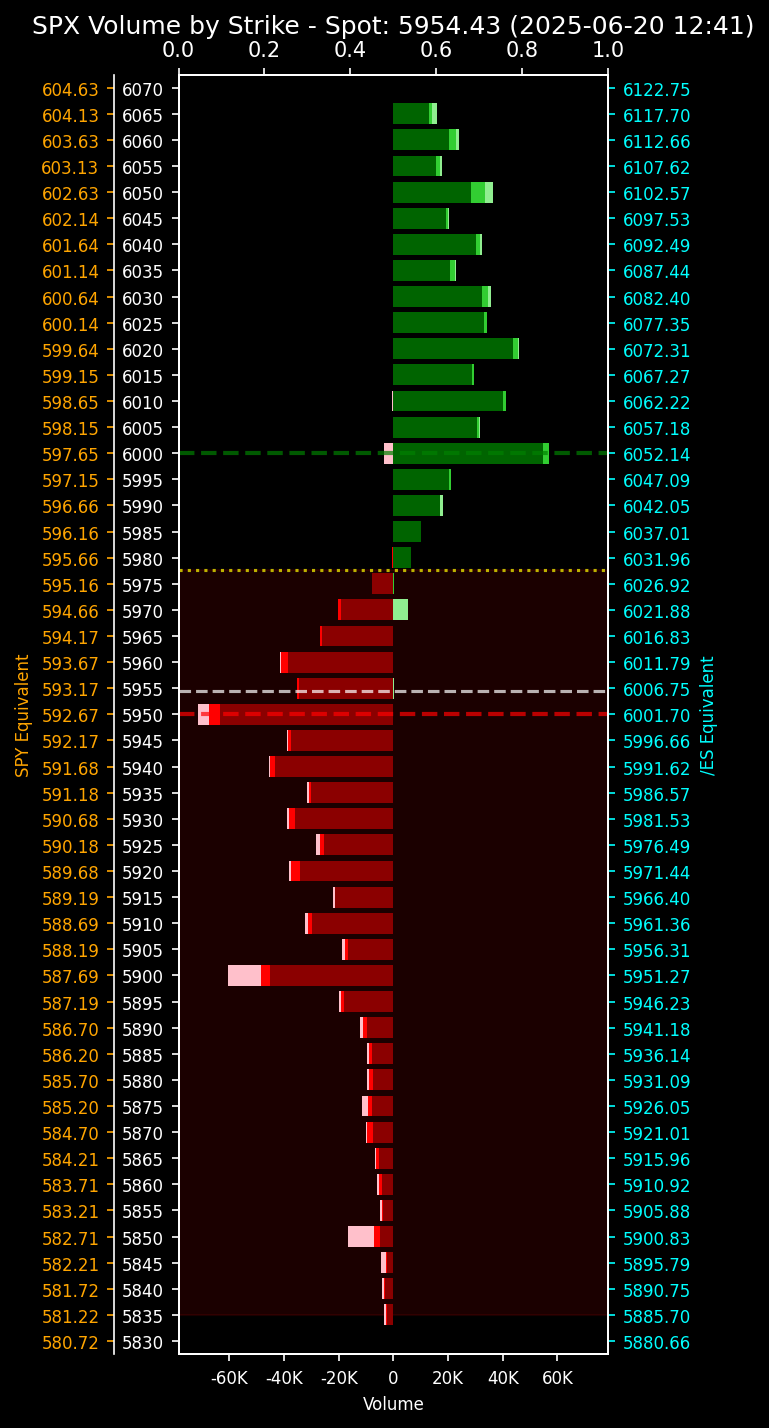 SPX Volume by Strike - Spot: 5954.43 (2025-06-20 12:41)
0.0 0.2 0.4 0.6 0.8 1.0
604.63 6070 6122.75
604.13 6065 6117.70
603.63 6060 6112.66
603.13 6055 6107.62
602.63 6050 6102.57
602.14 6045 6097.53
601.64 6040 6092.49
601.14 6035 6087.44
600.64 6030 6082.40
600.14 6025 6077.35
599.64 6020 6072.31
599.15 6015 6067.27
598.65 6010 6062.22
598.15 6005 6057.18
597.65 6000 6052.14
597.15 5995 6047.09
596.66 5990 6042.05
596.16 5985 6037.01
595.66 5980 6031.96
595.16 5975 6026.92
594.66 5970 6021.88
594.17 5965 6016.83
593.67 5960 6011.79
593.17 5955 6006.75
592.67 5950 6001.70
592.17 5945 5996.66
591.68 5940 5991.62
591.18 5935 5986.57
590.68 5930 5981.53
590.18 5925 5976.49
589.68 5920 5971.44
589.19 5915 5966.40
588.69 5910 5961.36
588.19 5905 5956.31
587.69 5900 5951.27
587.19 5895 5946.23
586.70 5890 5941.18
586.20 5885 5936.14
585.70 5880 5931.09
585.20 5875 5926.05
584.70 5870 5921.01
584.21 5865 5915.96
583.71 5860 5910.92
583.21 5855 5905.88
582.71 5850 5900.83
582.21 5845 5895.79
581.72 5840 5890.75
581.22 5835 5885.70
580.72 5830 5880.66
SPY Equivalent
/ES Equivalent
-60K -40K -20K 0 20K 40K 60K
Volume